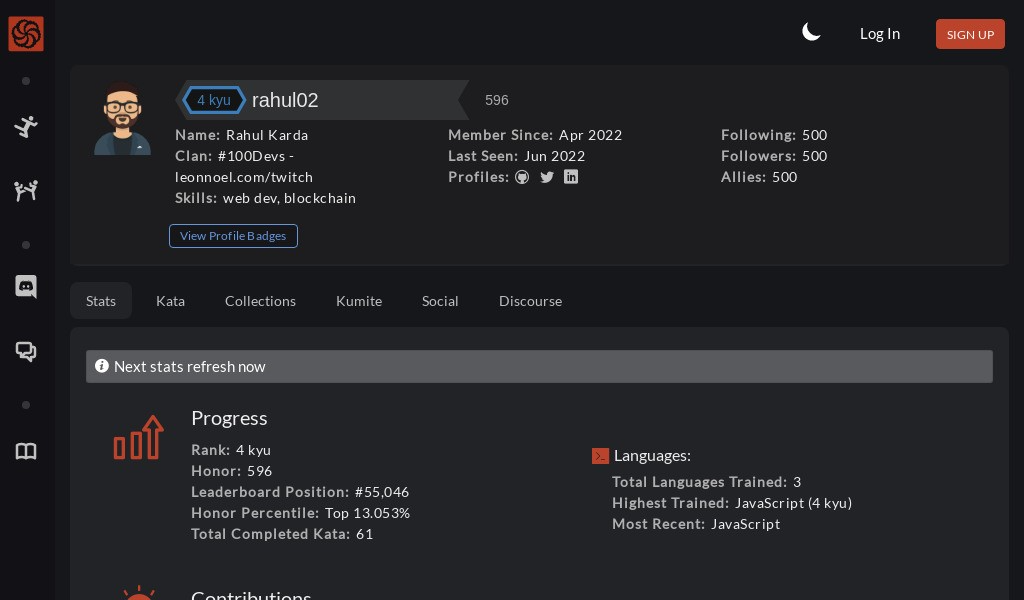 Log In
SIGN UP
4 kyu
rahul02
596
Name: Rahul Karda
Clan: #100Devs -
leonnoel.com/twitch
Skills: web dev, blockchain
Member Since: Apr 2022
Last Seen: Jun 2022
Profiles:
Following: 500
Followers: 500
Allies: 500
View Profile Badges
Stats
Kata
Collections
Kumite
Social
Discourse
Next stats refresh now
Progress
Rank: 4 kyu
Honor: 596
Leaderboard Position: #55,046
Honor Percentile: Top 13.053%
Total Completed Kata: 61
Languages:
Total Languages Trained: 3
Highest Trained: JavaScript (4 kyu)
Most Recent: JavaScript
Contributions